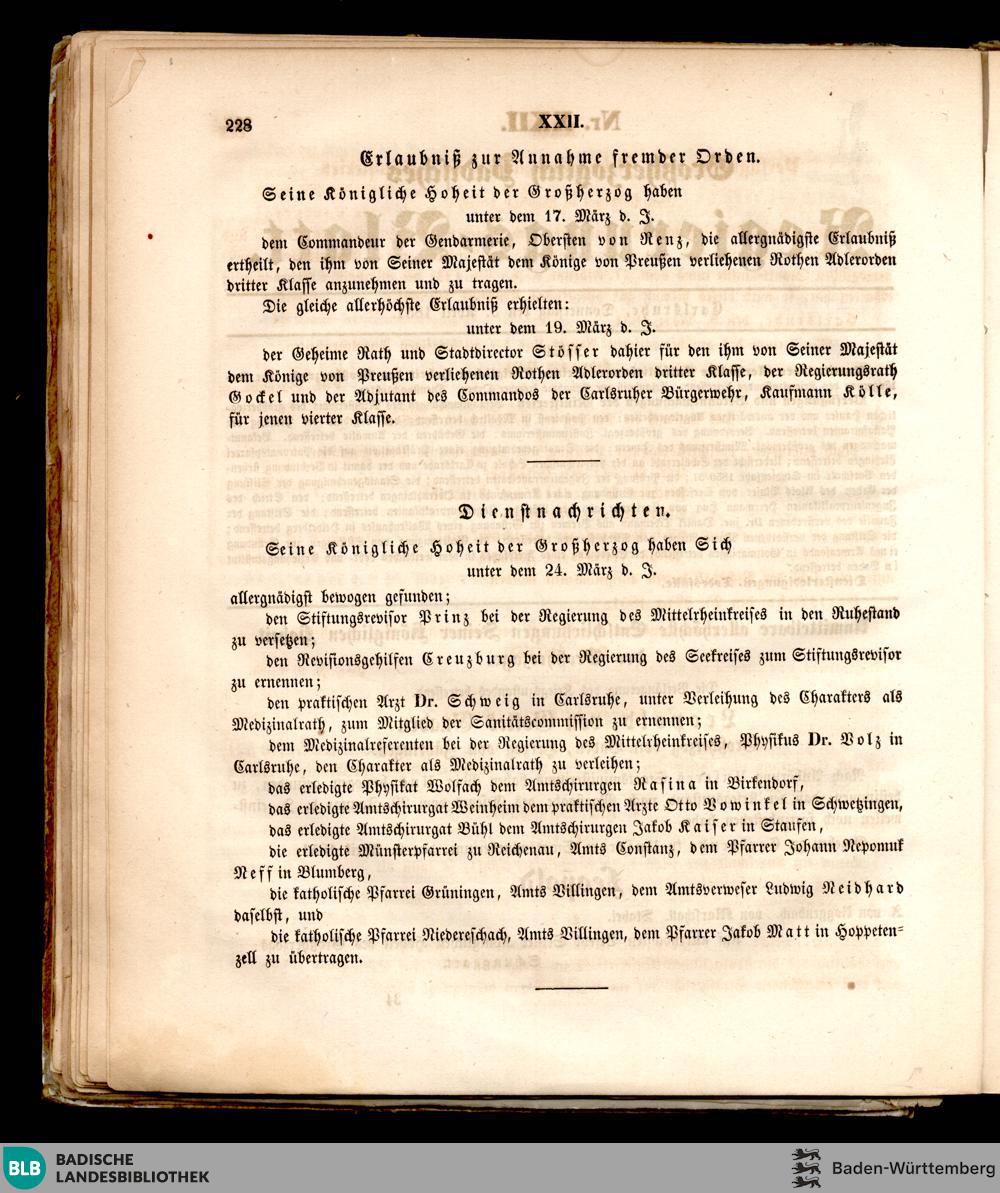 228
XXII.
Erlaubniß zur Annahme fremder Orden.
Seine Königliche Hoheit der Großherzog haben
unter dem 17. März d. J.
dem Commandeur der Gendarmerie, Obersten von Renz, die allergnädigste Erlaubniß
ertheilt, den ihm von Seiner Majestät dem Könige von Preußen verliehenen Rothen Adlerorden
dritter Klasse anzunehmen und zu tragen.
Die gleiche allerhöchste Erlaubniß erhielten:
unter dem 19. März d. J.
der Geheime Rath und Stadtdirector Stösser dahier für den ihm von Seiner Majestät
dem Könige von Preußen verliehenen Rothen Adlerorden dritter Klasse, der Regierungsrath
Gockel und der Adjutant des Commandos der Carlsruher Bürgerwehr, Kaufmann Kölle,
für jenen vierter Klasse.
Dienstnachrichten.
Seine Königliche Hoheit der Großherzog haben Sich
unter dem 24. März d. J.
allergnädigst bewogen gefunden;
den Stiftungsrevisor Prinz bei der Regierung des Mittelrheinkreises in den Ruhestand
zu versetzen;
den Revisionsgehilfen Creuzburg bei der Regierung des Seekreises zum Stiftungsrevisor
zu ernennen;
den praktischen Arzt Dr. Schweig in Carlsruhe, unter Verleihung des Charakters als
Medizinalrath, zum Mitglied der Sanitätscommission zu ernennen;
dem Medizinalreferenten bei der Regierung des Mittelrheinkreises, Physikus Dr. Volz in
Carlsruhe, den Charakter als Medizinalrath zu verleihen;
das erledigte Physikat Wolfach dem Amtschirurgen Rasina in Birkendorf,
das erledigte Amtschirurgat Weinheim dem praktischen Arzte Otto Vowinkel in Schwetzingen,
das erledigte Amtschirurgat Bühl dem Amtschirurgen Jakob Kaiser in Staufen,
die erledigte Münsterpfarrei zu Reichenau, Amts Constanz, dem Pfarrer Johann Nepomuk
Neff in Blumberg,
die katholische Pfarrei Grüningen, Amts Villingen, dem Amtsverweser Ludwig Neidhard
daselbst, und
die katholische Pfarrei Niedereschach, Amts Villingen, dem Pfarrer Jakob Matt in Hoppeten-
zell zu übertragen.
BLB BADISCHE
LANDESBIBLIOTHEK
Baden-Württemberg